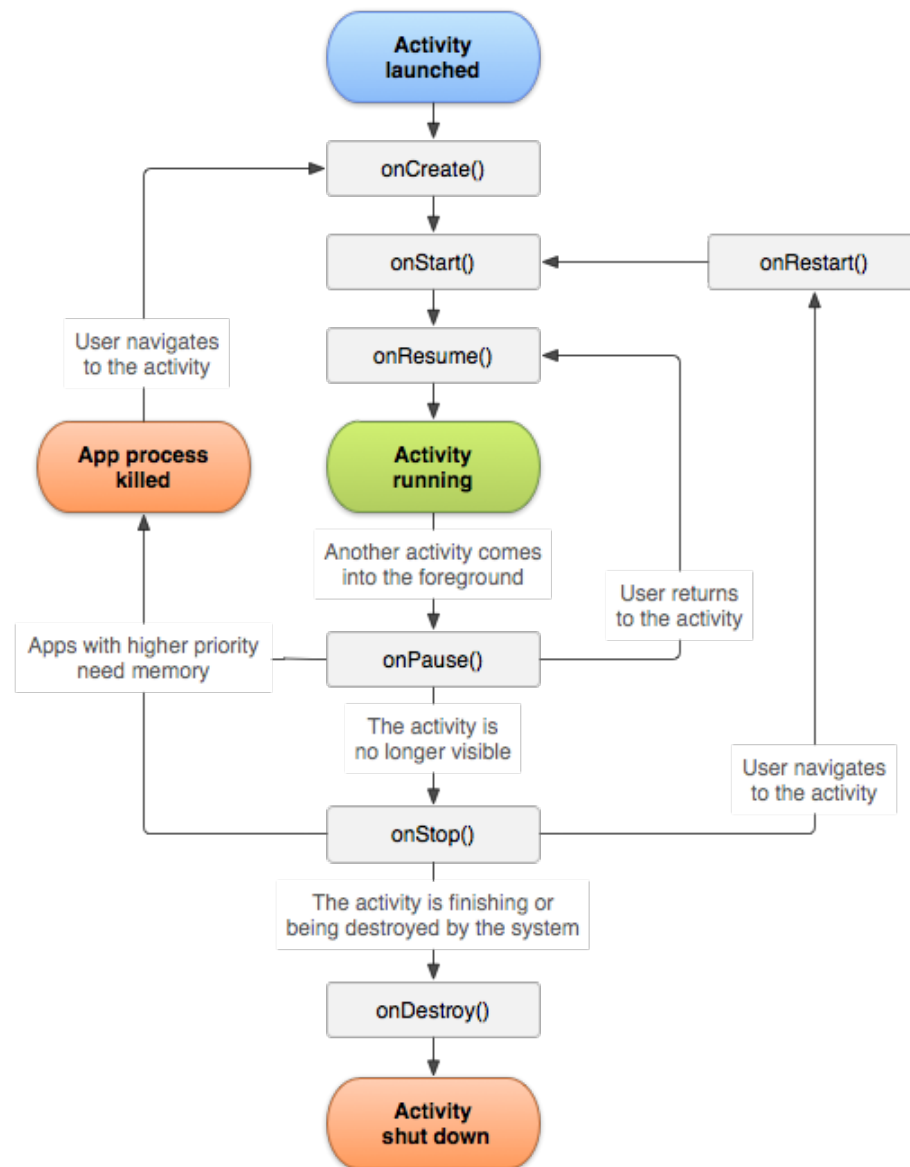 Activity
launched
onCreate()
onStart()
onRestart()
User navigates
to the activity
onResume()
App process
killed
Activity
running
Another activity comes
into the foreground
User returns
to the activity
Apps with higher priority
need memory
onPause()
The activity is
no longer visible
User navigates
to the activity
onStop()
The activity is finishing or
being destroyed by the system
onDestroy()
Activity
shut down